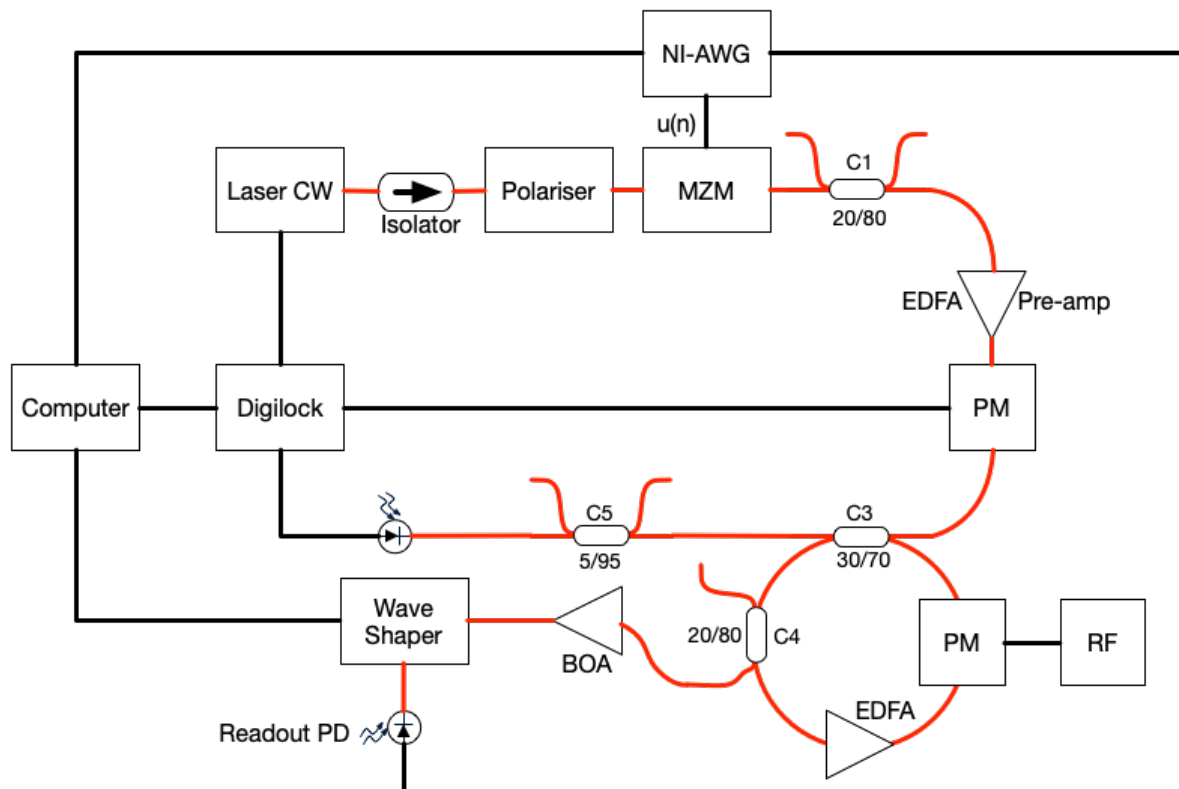 NI-AWG
u(n)
C1
Laser CW
Polariser
MZM
Isolator
20/80
EDFA
Pre-amp
Computer
Digilock
PM
C5
C3
5/95
30/70
Wave
Shaper
20/80
C4
PM
RF
BOA
EDFA
Readout PD